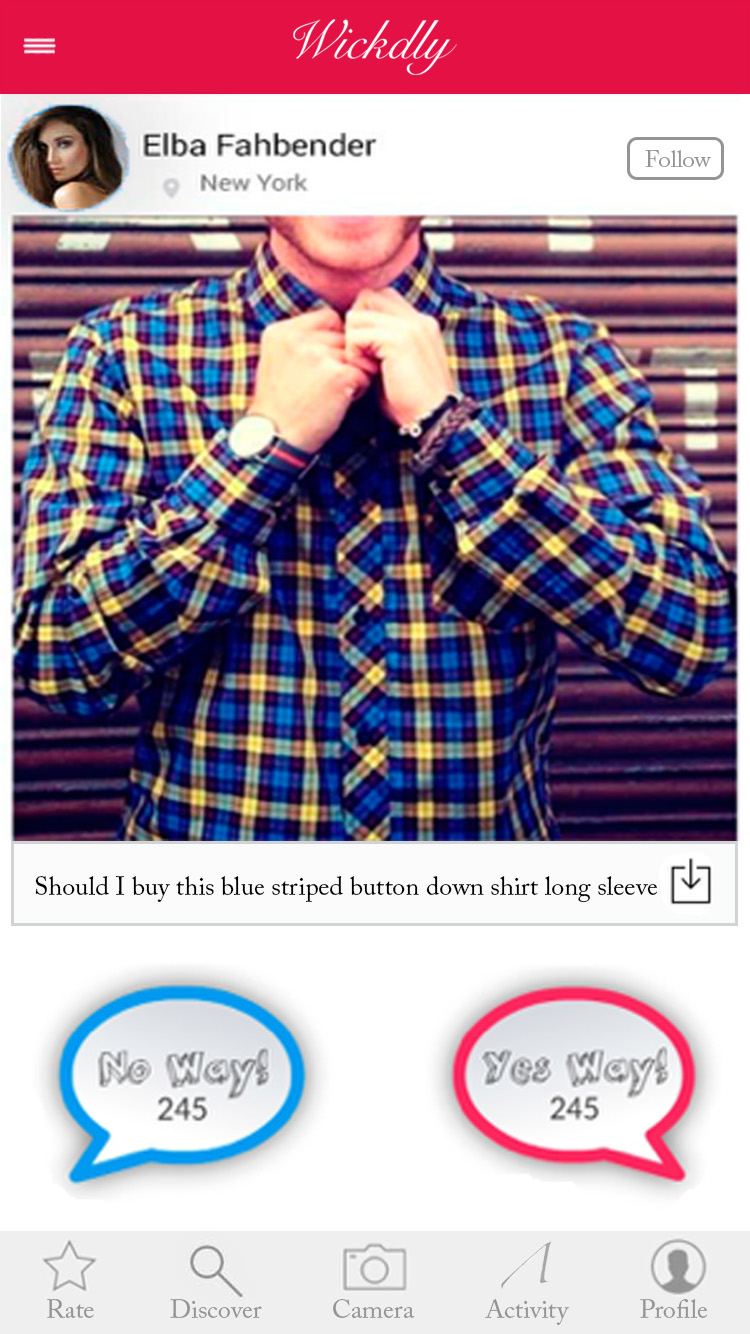 Wickdly
Elba Fahbender
New York
Follow
Should I buy this blue striped button down shirt long sleeve
No Way!
245
Yes Way!
245
Rate
Discover
Camera
Activity
Profile